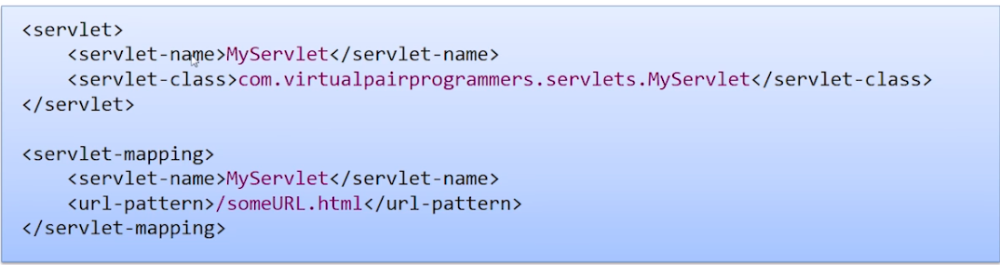 <servlet>
    <servlet-name>MyServlet</servlet-name>
    <servlet-class>com.virtualpairprogrammers.servlets.MyServlet</servlet-class>
</servlet>

<servlet-mapping>
    <servlet-name>MyServlet</servlet-name>
    <url-pattern>/someURL.html</url-pattern>
</servlet-mapping>